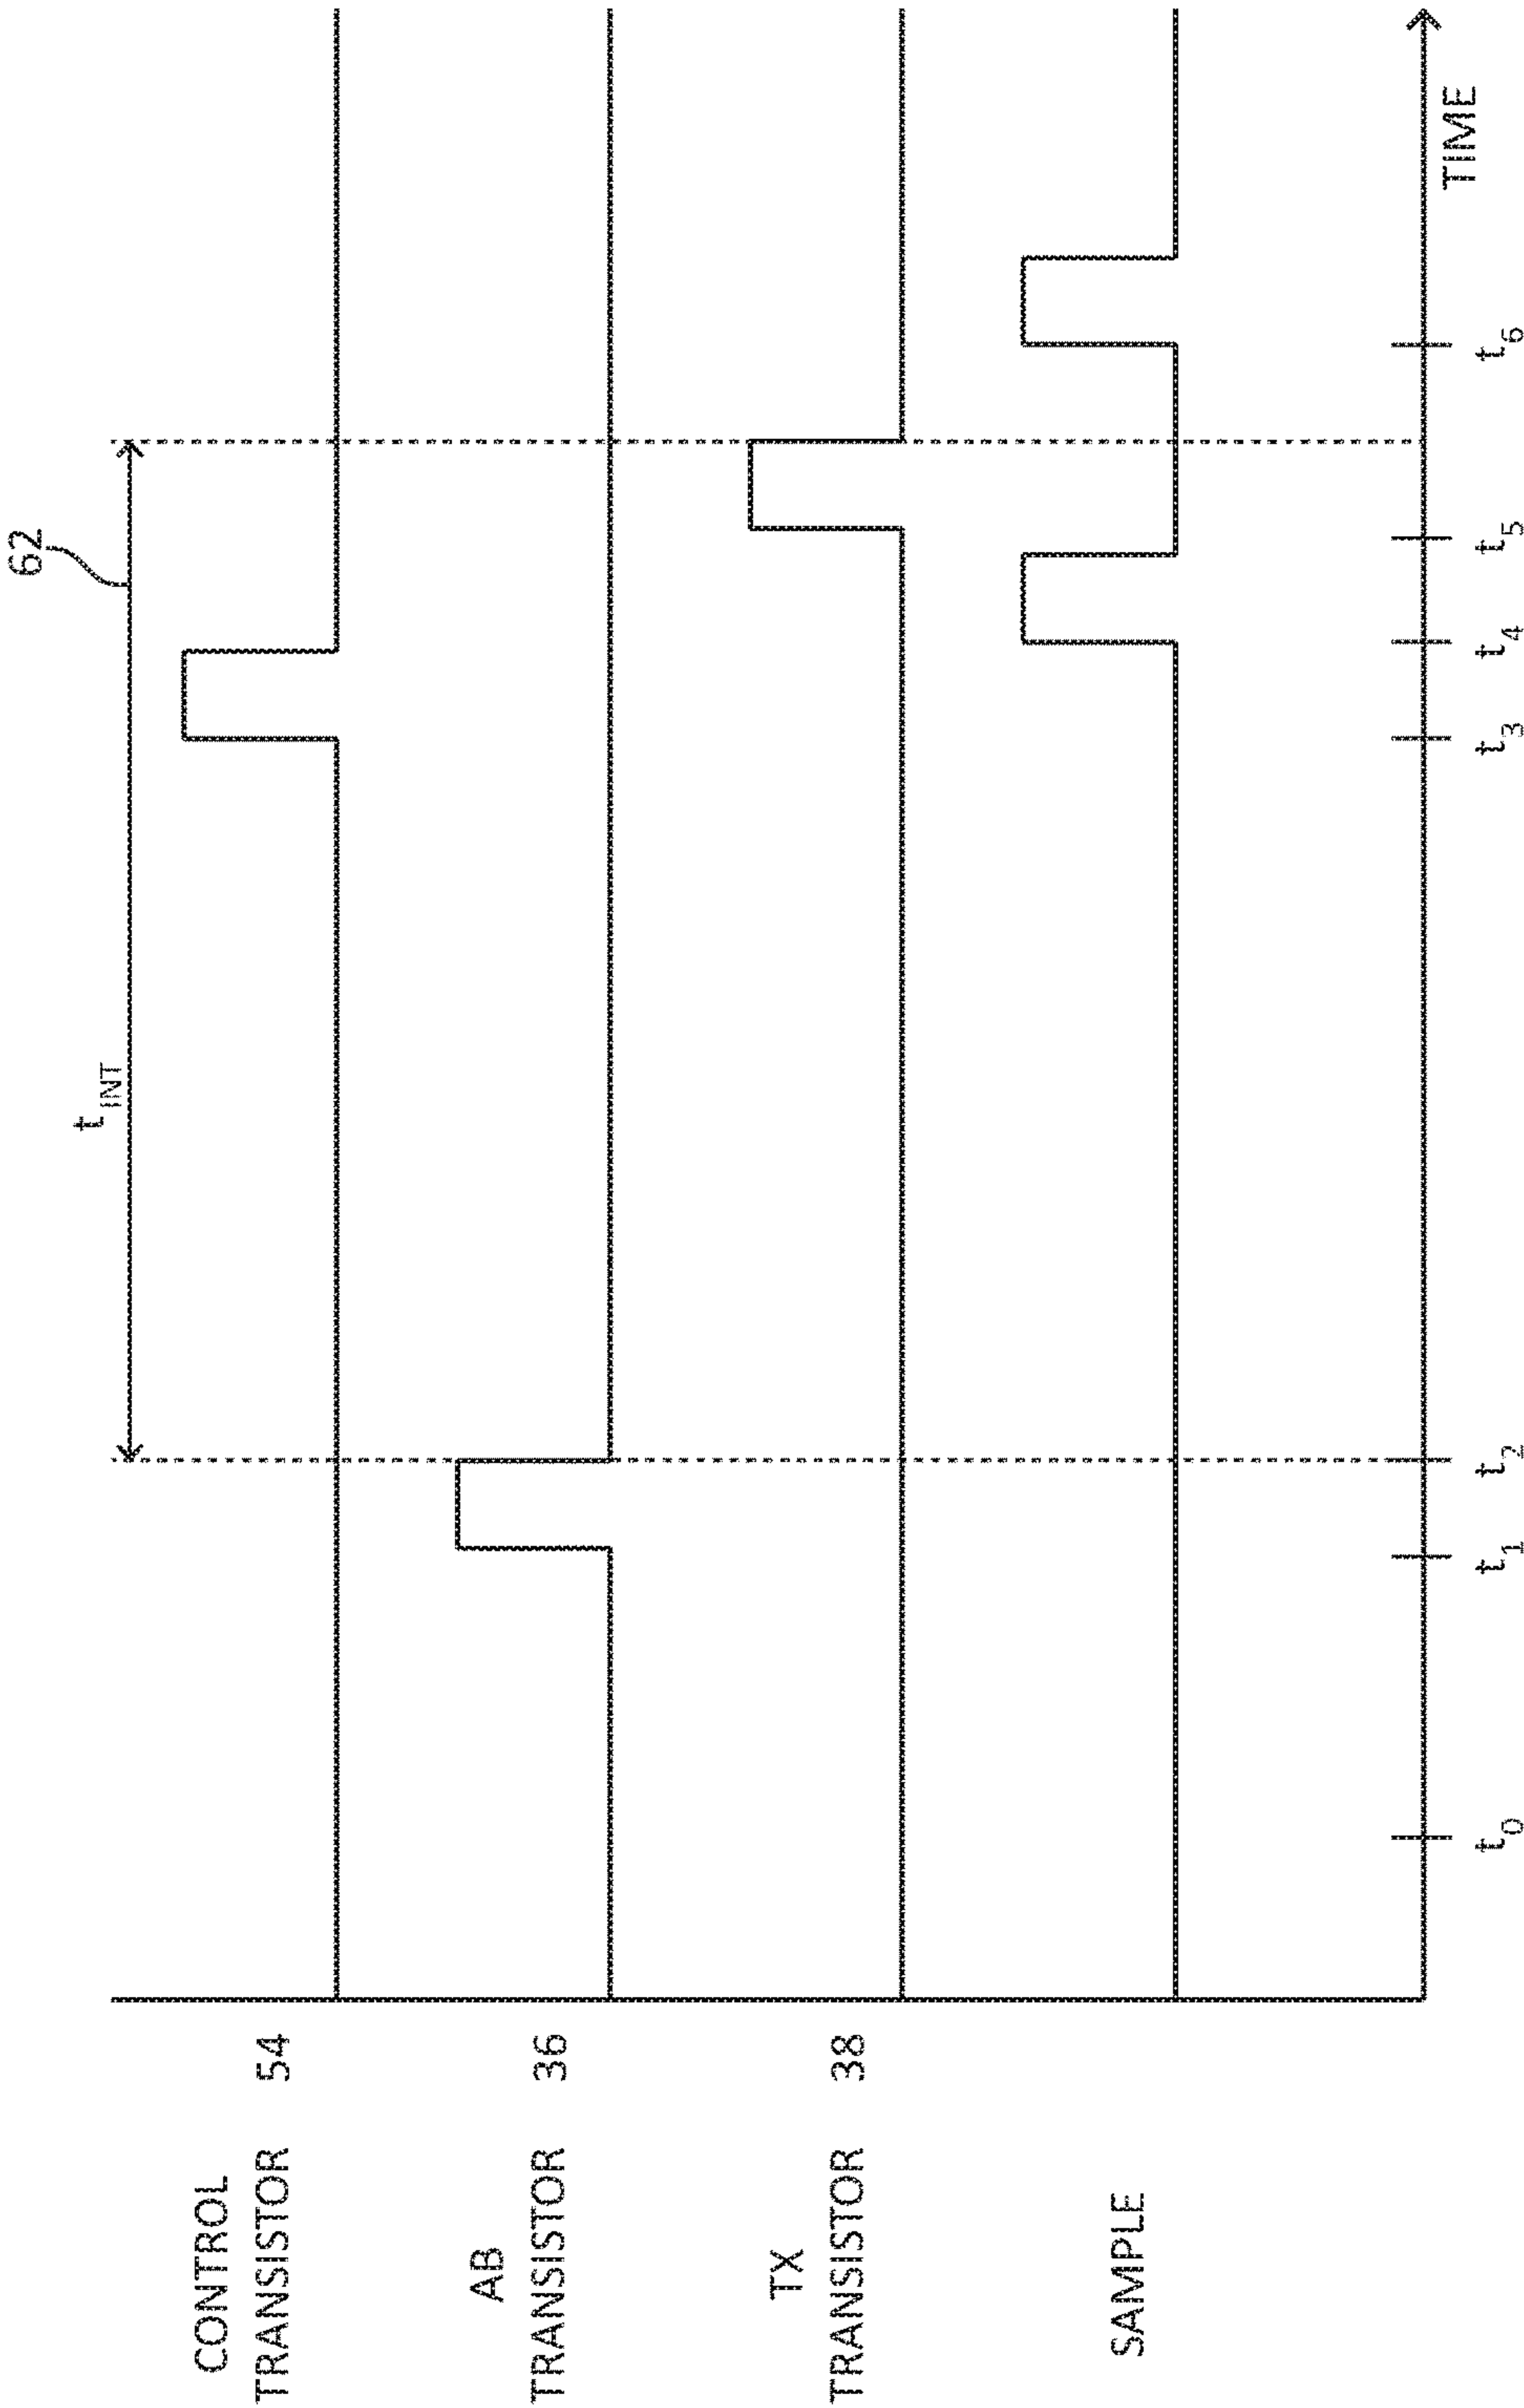 62
t INT
CONTROL
TRANSISTOR 54
AB
TRANSISTOR 36
TX
TRANSISTOR 38
SAMPLE
t0 t1 t2 t3 t4 t5 t6
TIME